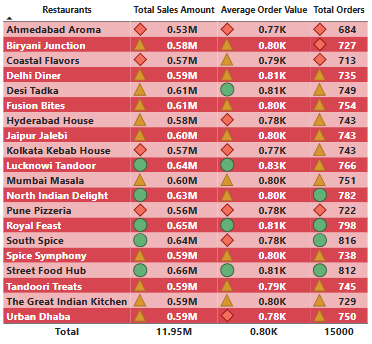 Restaurants Total Sales Amount Average Order Value Total Orders
Ahmedabad Aroma 0.53M 0.77K 684
Biryani Junction 0.58M 0.80K 727
Coastal Flavors 0.57M 0.79K 713
Delhi Diner 0.59M 0.81K 735
Desi Tadka 0.61M 0.81K 749
Fusion Bites 0.61M 0.80K 754
Hyderabad House 0.58M 0.78K 743
Jaipur Jalebi 0.60M 0.80K 743
Kolkata Kebab House 0.57M 0.77K 743
Lucknowi Tandoor 0.64M 0.83K 766
Mumbai Masala 0.60M 0.80K 751
North Indian Delight 0.63M 0.80K 782
Pune Pizzeria 0.56M 0.78K 722
Royal Feast 0.65M 0.81K 798
South Spice 0.64M 0.78K 816
Spice Symphony 0.59M 0.80K 738
Street Food Hub 0.66M 0.81K 812
Tandoori Treats 0.59M 0.79K 745
The Great Indian Kitchen 0.59M 0.80K 729
Urban Dhaba 0.59M 0.78K 750
Total 11.95M 0.80K 15000